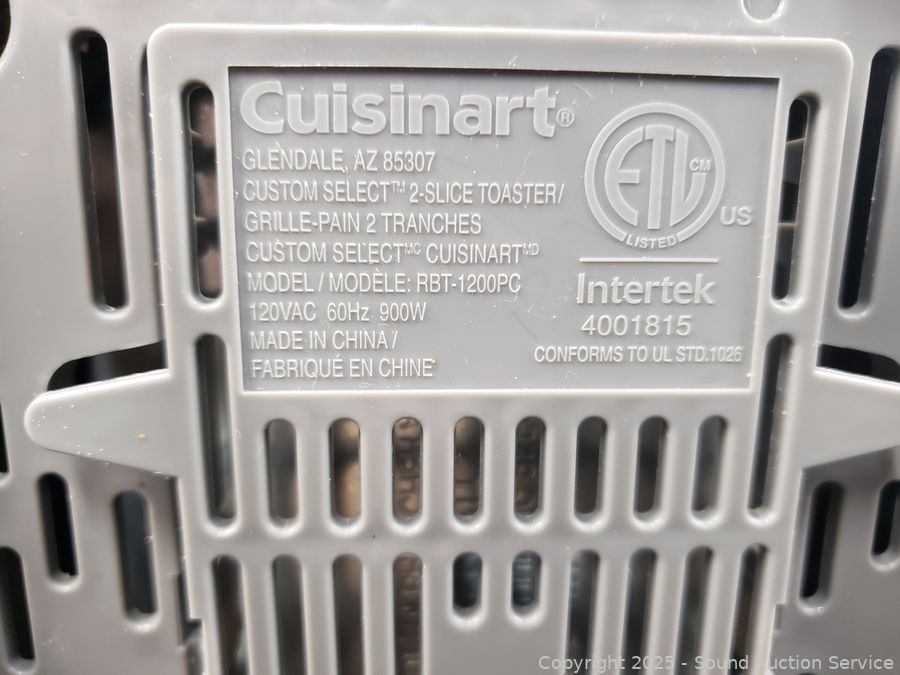 Cuisinart®
GLENDALE, AZ 85307
CUSTOM SELECT™ 2-SLICE TOASTER/
GRILLE-PAIN 2 TRANCHES
CUSTOM SELECTᴹᶜ CUISINARTᴹᴰ
MODEL / MODÈLE: RBT-1200PC
120VAC 60Hz 900W
MADE IN CHINA /
FABRIQUÉ EN CHINE
ETL CM
US
LISTED
Intertek
4001815
CONFORMS TO UL STD.1026
Copyright 2025 - Sound Auction Service